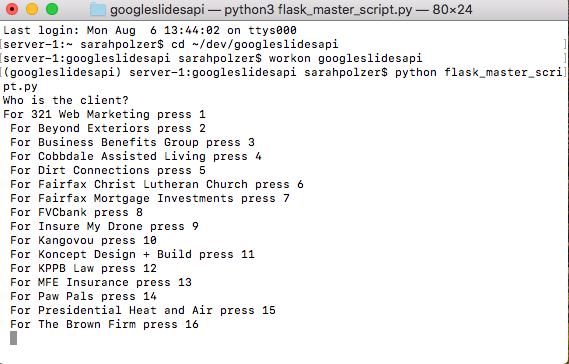 googleslidesapi — python3 flask_master_script.py — 80×24
Last login: Mon Aug  6 13:44:02 on ttys000
[server-1:~ sarahpolzer$ cd ~/dev/googleslidesapi ]
[server-1:googleslidesapi sarahpolzer$ workon googleslidesapi ]
[(googleslidesapi) server-1:googleslidesapi sarahpolzer$ python flask_master_scri]
pt.py
Who is the client?
For 321 Web Marketing press 1
 For Beyond Exteriors press 2
 For Business Benefits Group press 3
 For Cobbdale Assisted Living press 4
 For Dirt Connections press 5
 For Fairfax Christ Lutheran Church press 6
 For Fairfax Mortgage Investments press 7
 For FVCbank press 8
 For Insure My Drone press 9
 For Kangovou press 10
 For Koncept Design + Build press 11
 For KPPB Law press 12
 For MFE Insurance press 13
 For Paw Pals press 14
 For Presidential Heat and Air press 15
 For The Brown Firm press 16